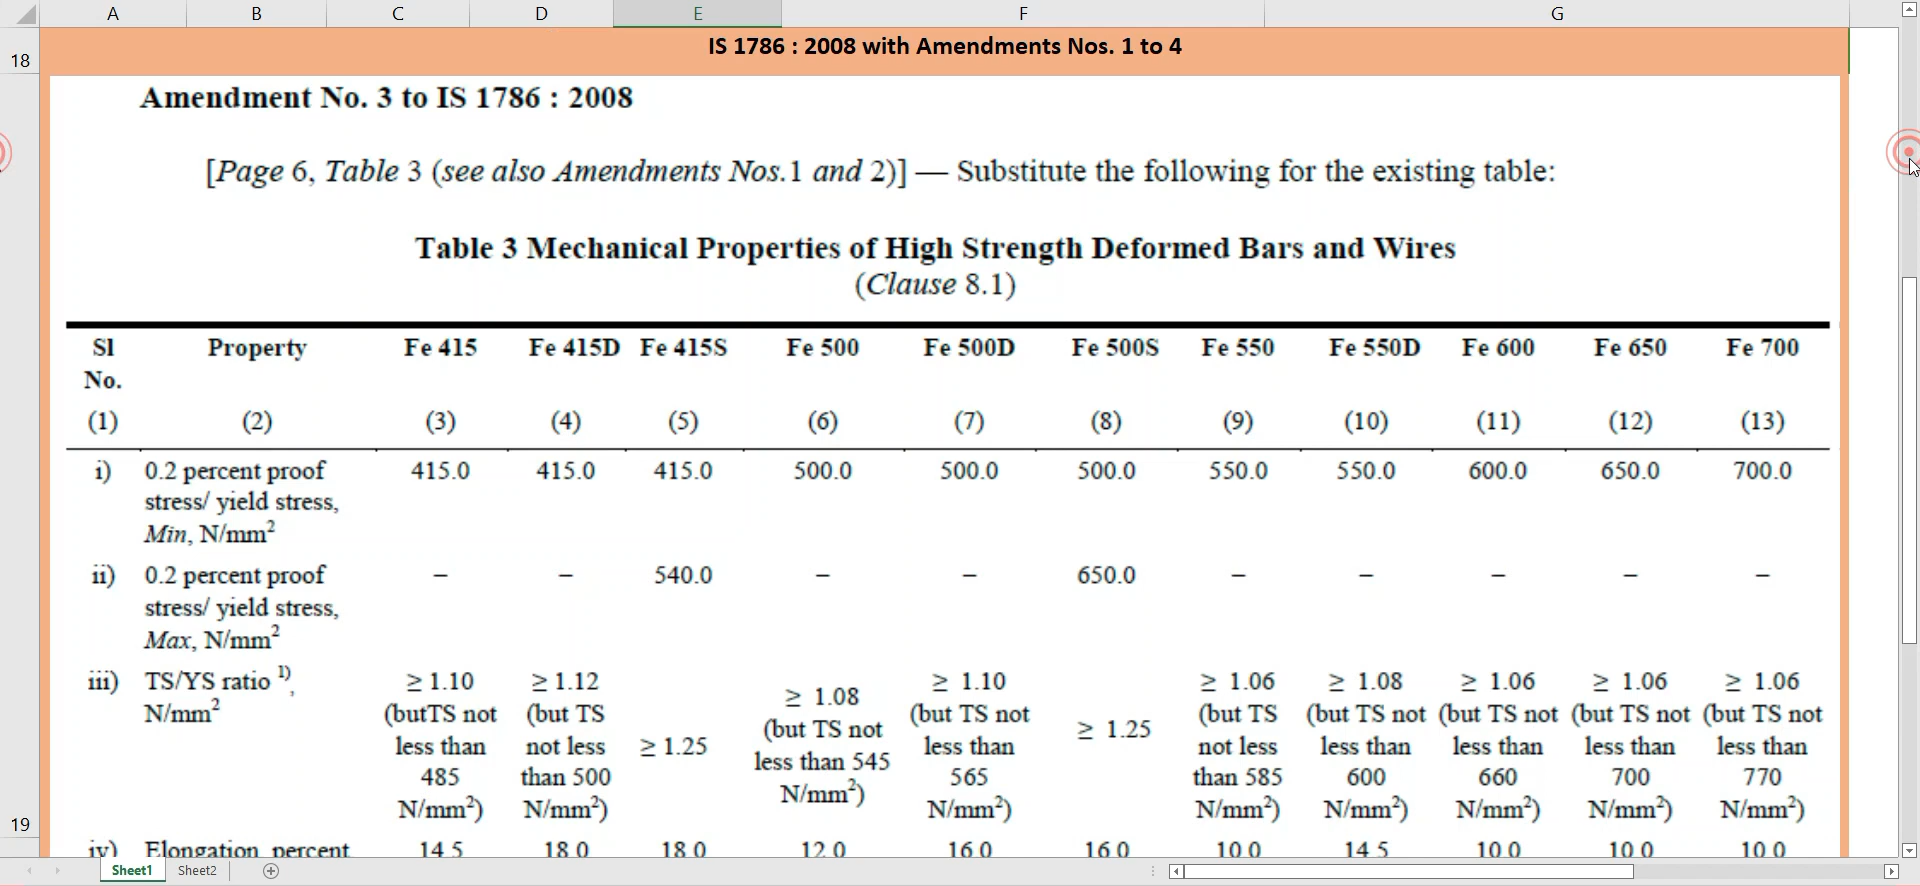 A B C D E F G
18 IS 1786 : 2008 with Amendments Nos. 1 to 4
Amendment No. 3 to IS 1786 : 2008
[Page 6, Table 3 (see also Amendments Nos.1 and 2)] — Substitute the following for the existing table:
Table 3 Mechanical Properties of High Strength Deformed Bars and Wires
(Clause 8.1)
Sl Property Fe 415 Fe 415D Fe 415S Fe 500 Fe 500D Fe 500S Fe 550 Fe 550D Fe 600 Fe 650 Fe 700
No.
(1) (2) (3) (4) (5) (6) (7) (8) (9) (10) (11) (12) (13)
i) 0.2 percent proof 415.0 415.0 415.0 500.0 500.0 500.0 550.0 550.0 600.0 650.0 700.0
stress/ yield stress,
Min, N/mm²
ii) 0.2 percent proof – – 540.0 – – 650.0 – – – – –
stress/ yield stress,
Max, N/mm²
iii) TS/YS ratio ¹⁾, ≥ 1.10 ≥ 1.12 ≥ 1.08 ≥ 1.10 ≥ 1.06 ≥ 1.08 ≥ 1.06 ≥ 1.06 ≥ 1.06
N/mm² (butTS not (but TS (but TS not (but TS not ≥ 1.25 (but TS (but TS not (but TS not (but TS not (but TS not
less than not less ≥ 1.25 less than 545 less than not less less than less than less than less than
485 than 500 N/mm²) 565 than 585 600 660 700 770
19 N/mm²) N/mm²) N/mm²) N/mm²) N/mm²) N/mm²) N/mm²) N/mm²)
iv) Elongation percent 14.5 18.0 18.0 12.0 16.0 16.0 10.0 14.5 10.0 10.0 10.0
Sheet1 Sheet2